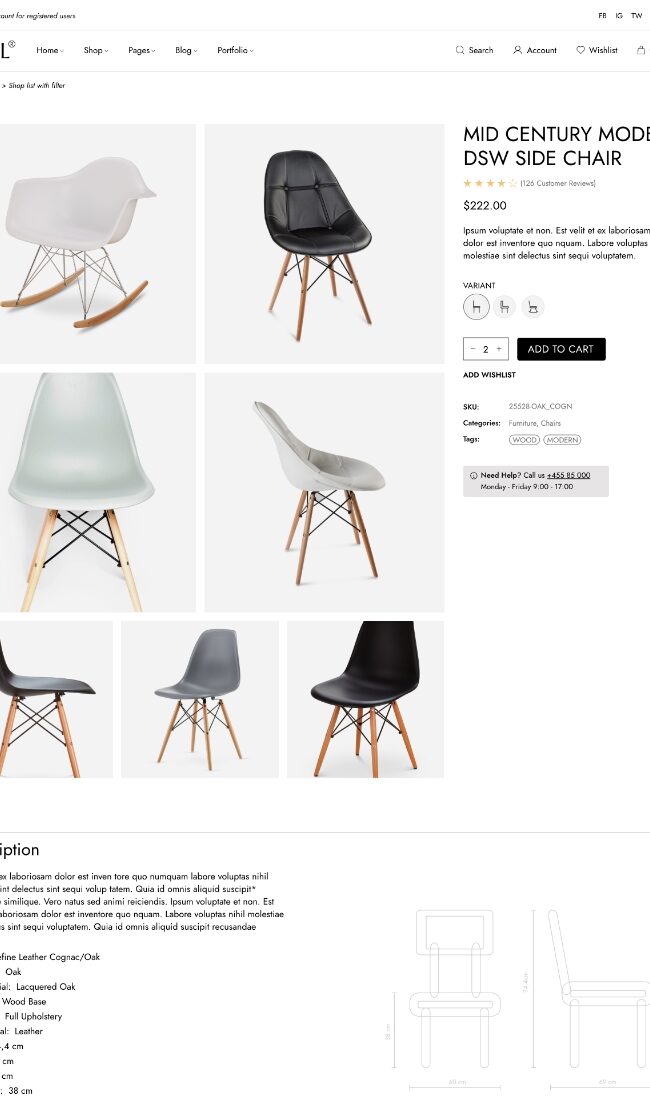 ount for registered users
FB IG TW
L®
Home Shop Pages Blog Portfolio
Search Account Wishlist
> Shop list with filter
MID CENTURY MODE
DSW SIDE CHAIR
(126 Customer Reviews)
$222.00
Ipsum voluptate et non. Est velit et ex laboriosam
dolor est inventore quo nquam. Labore voluptas
molestiae sint delectus sint sequi voluptatem.
VARIANT
− 2 +
ADD TO CART
ADD WISHLIST
SKU: 25528-OAK_COGN
Categories: Furniture, Chairs
Tags: WOOD MODERN
Need Help? Call us +455 85 000
Monday - Friday 9:00 - 17:00
iption
ex laboriosam dolor est inven tore quo numquam labore voluptas nihil
int delectus sint sequi volup tatem. Quia id omnis aliquid suscipit*
e similique. Vero natus sed animi reiciendis. Ipsum voluptate et non. Est
aboriosam dolor est inventore quo nquam. Labore voluptas nihil molestiae
us sint sequi voluptatem. Quia id omnis aliquid suscipit recusandae
efine Leather Cognac/Oak
Oak
ial: Lacquered Oak
Wood Base
Full Upholstery
al: Leather
,4 cm
cm
cm
: 38 cm
38 cm
60 cm
69 cm